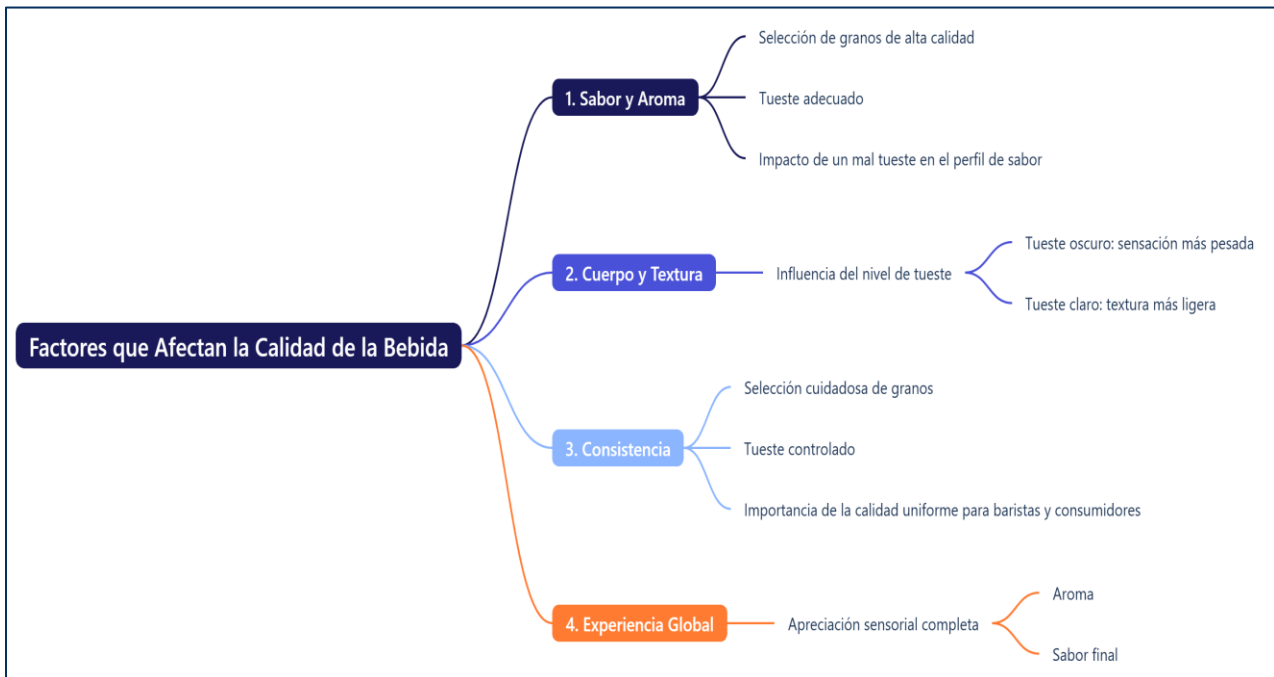 Factores que Afectan la Calidad de la Bebida
1. Sabor y Aroma
Selección de granos de alta calidad
Tueste adecuado
Impacto de un mal tueste en el perfil de sabor
2. Cuerpo y Textura
Influencia del nivel de tueste
Tueste oscuro: sensación más pesada
Tueste claro: textura más ligera
3. Consistencia
Selección cuidadosa de granos
Tueste controlado
Importancia de la calidad uniforme para baristas y consumidores
4. Experiencia Global
Apreciación sensorial completa
Aroma
Sabor final